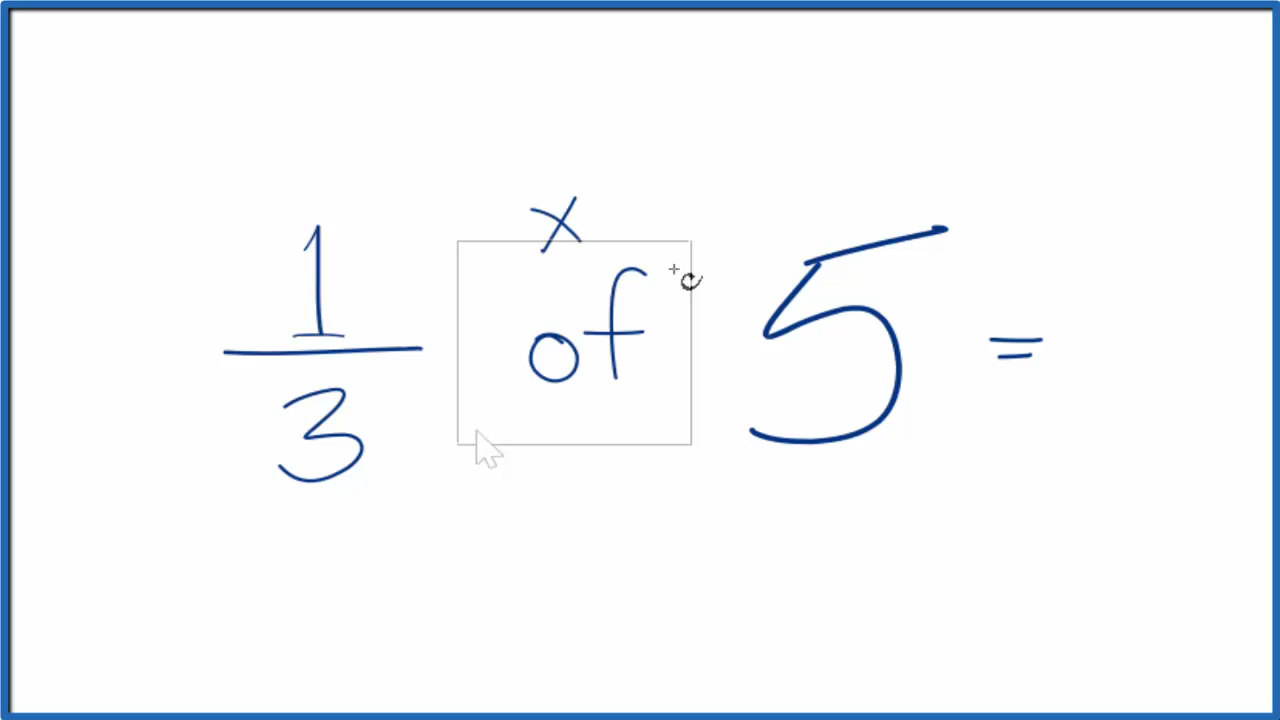 x
1/3 of 5 =